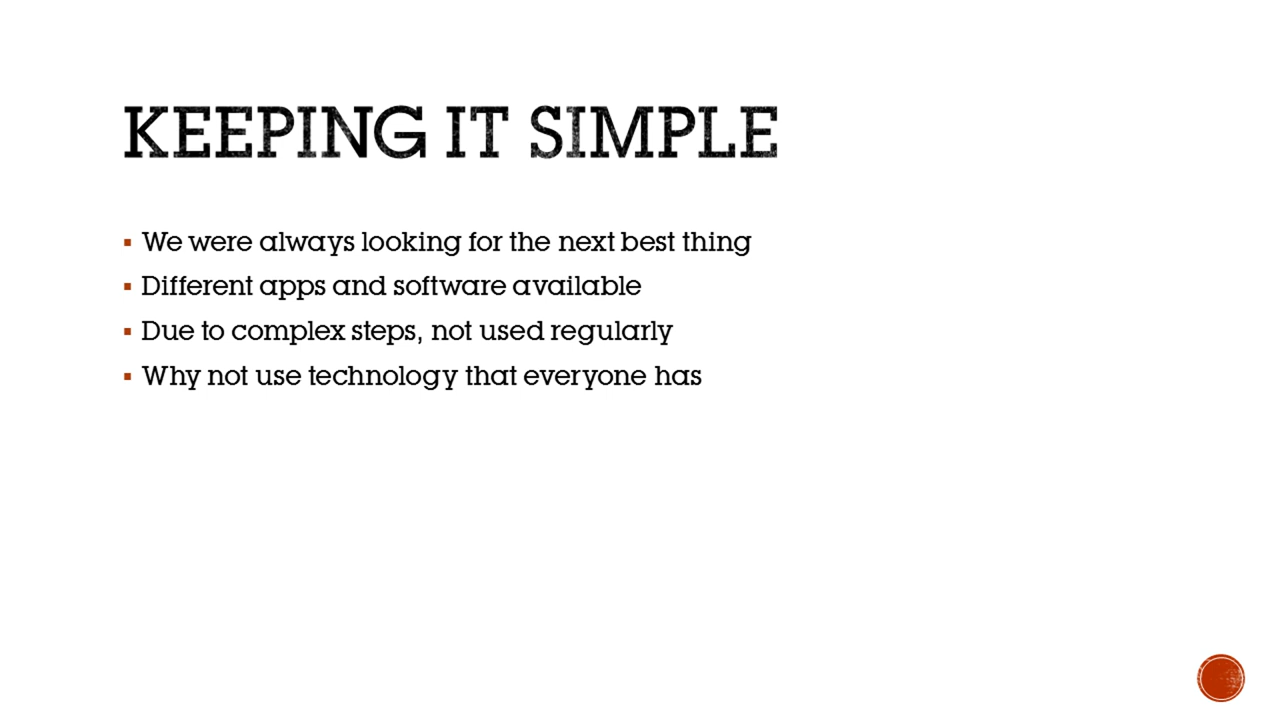 KEEPING IT SIMPLE
We were always looking for the next best thing
Different apps and software available
Due to complex steps, not used regularly
Why not use technology that everyone has